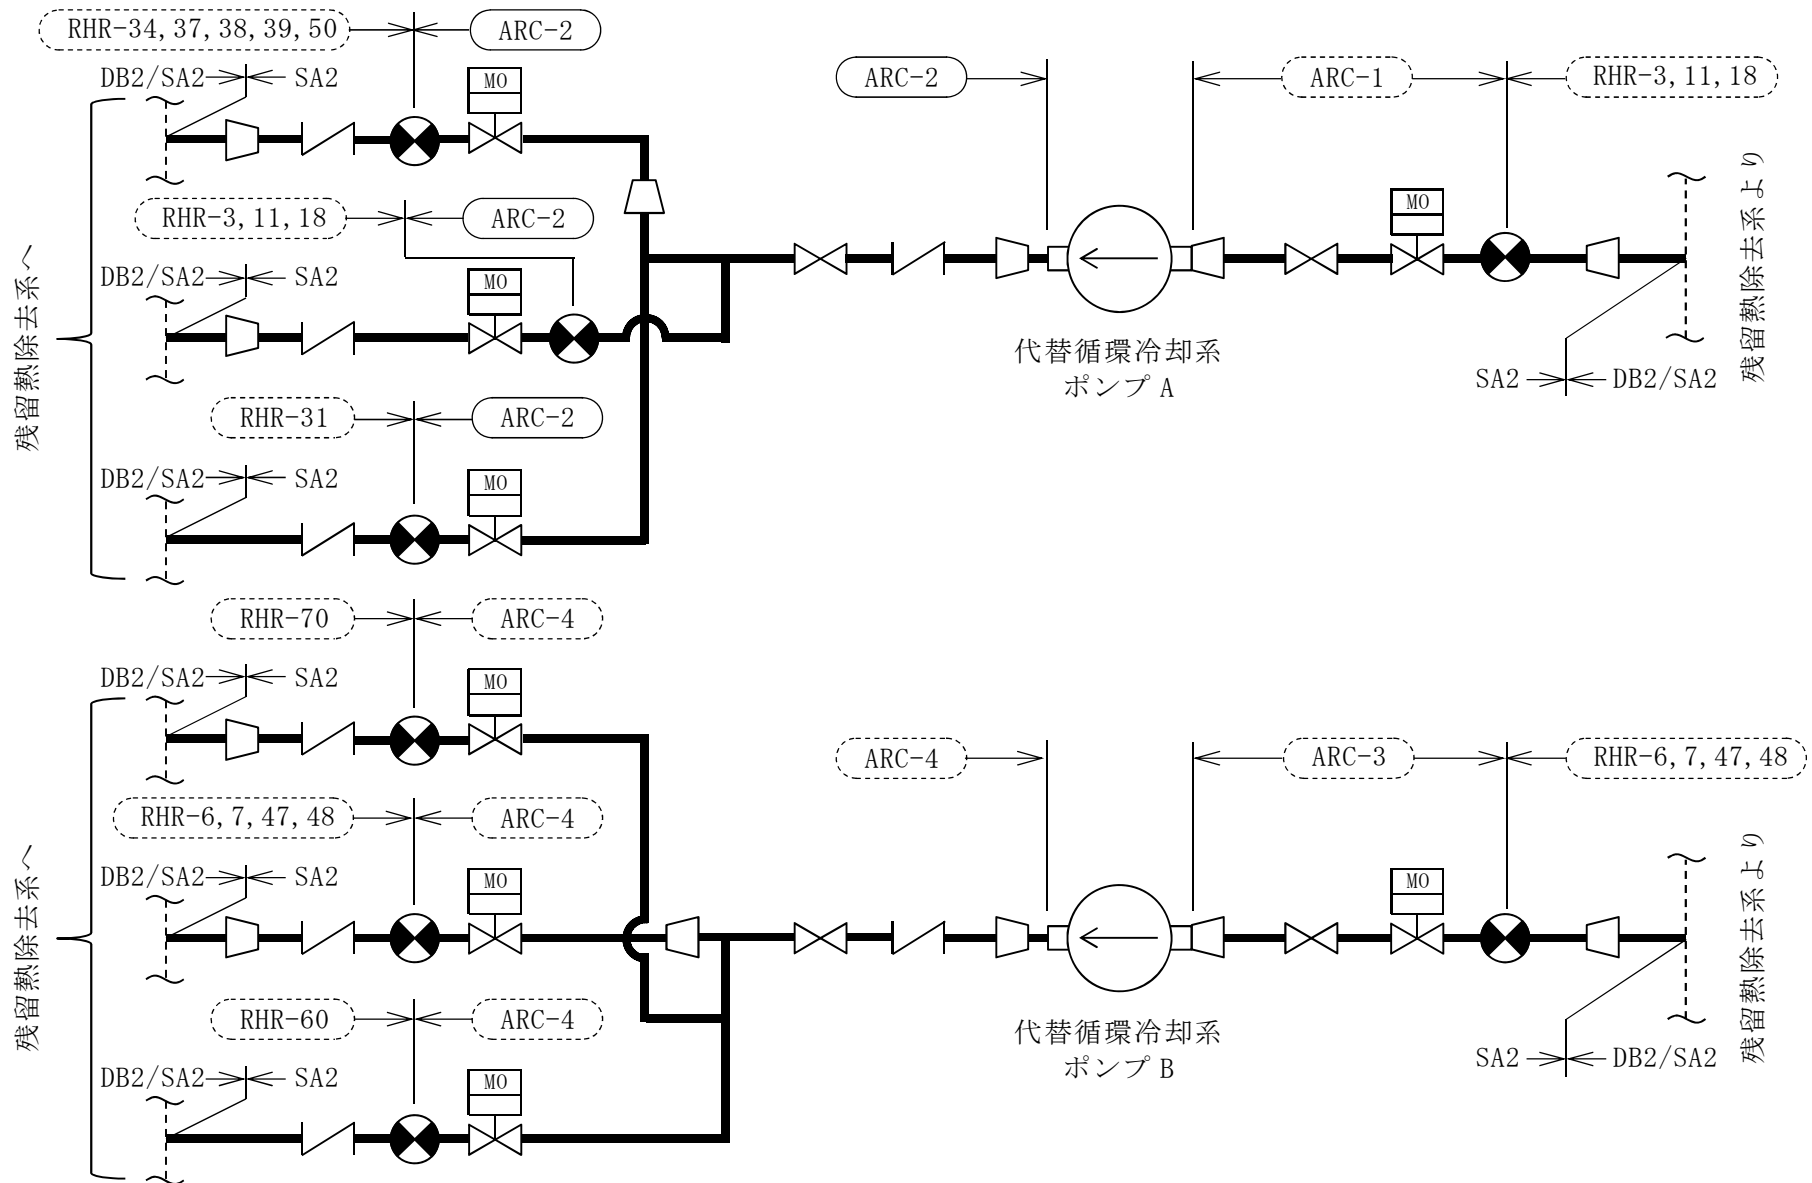 RHR-34, 37, 38, 39, 50
ARC-2
DB2/SA2
SA2
MO
ARC-2
ARC-1
RHR-3, 11, 18
MO
RHR-3, 11, 18
ARC-2
DB2/SA2
SA2
MO
残留熱除去系へ
残留熱除去系より
代替循環冷却系
ポンプ A
SA2
DB2/SA2
RHR-31
ARC-2
DB2/SA2
SA2
MO
RHR-70
ARC-4
DB2/SA2
SA2
MO
ARC-4
ARC-3
RHR-6, 7, 47, 48
MO
RHR-6, 7, 47, 48
ARC-4
DB2/SA2
SA2
MO
残留熱除去系へ
残留熱除去系より
代替循環冷却系
ポンプ B
SA2
DB2/SA2
RHR-60
ARC-4
DB2/SA2
SA2
MO